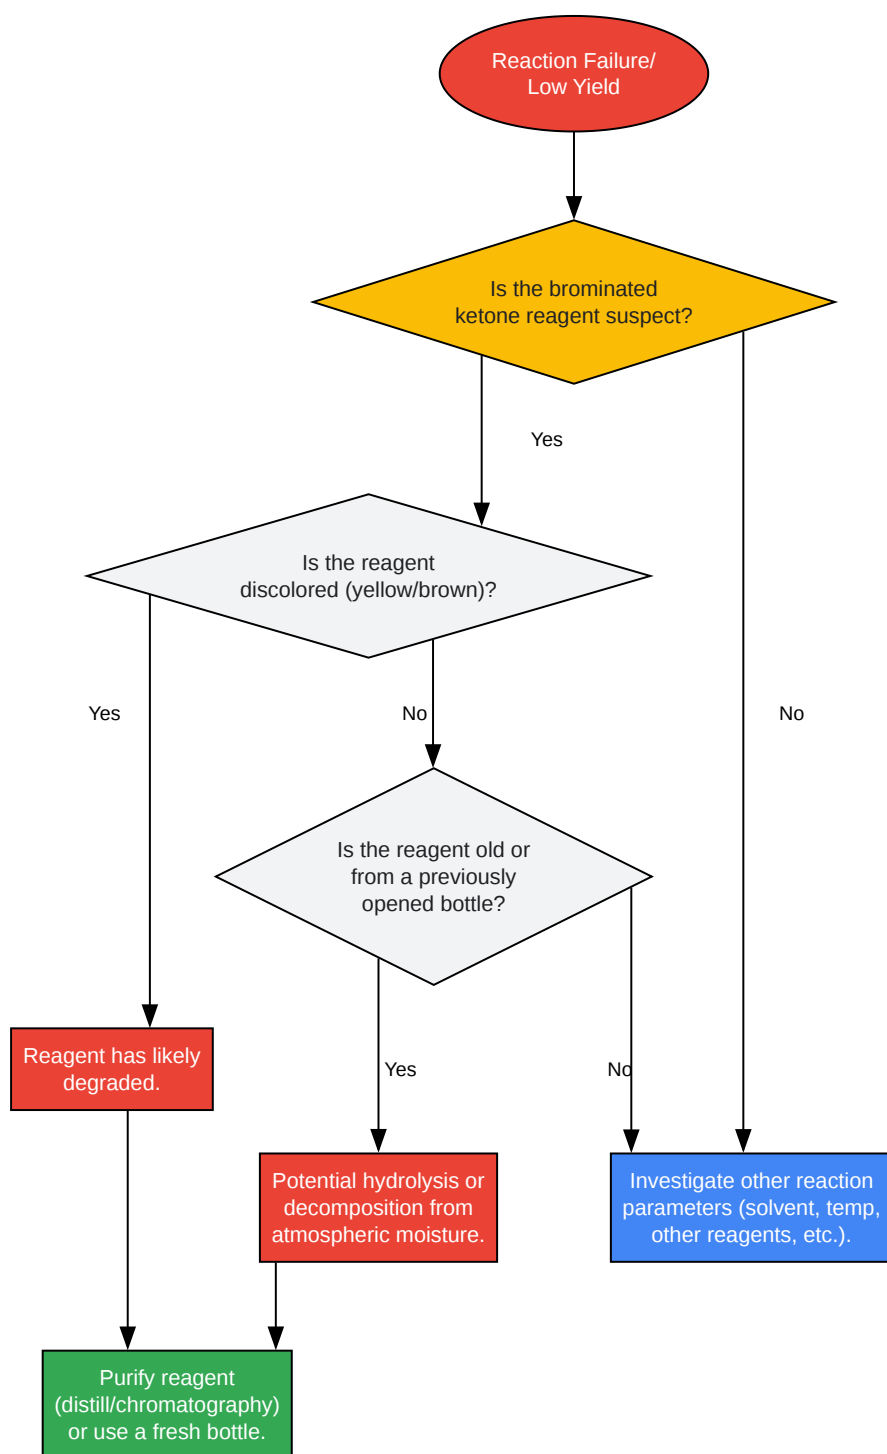 Reaction Failure/
Low Yield
Is the brominated
ketone reagent suspect?
Yes
Is the reagent
discolored (yellow/brown)?
Yes
No
No
Is the reagent old or
from a previously
opened bottle?
Reagent has likely
degraded.
Yes
No
Potential hydrolysis or
decomposition from
atmospheric moisture.
Investigate other reaction
parameters (solvent, temp,
other reagents, etc.).
Purify reagent
(distill/chromatography)
or use a fresh bottle.